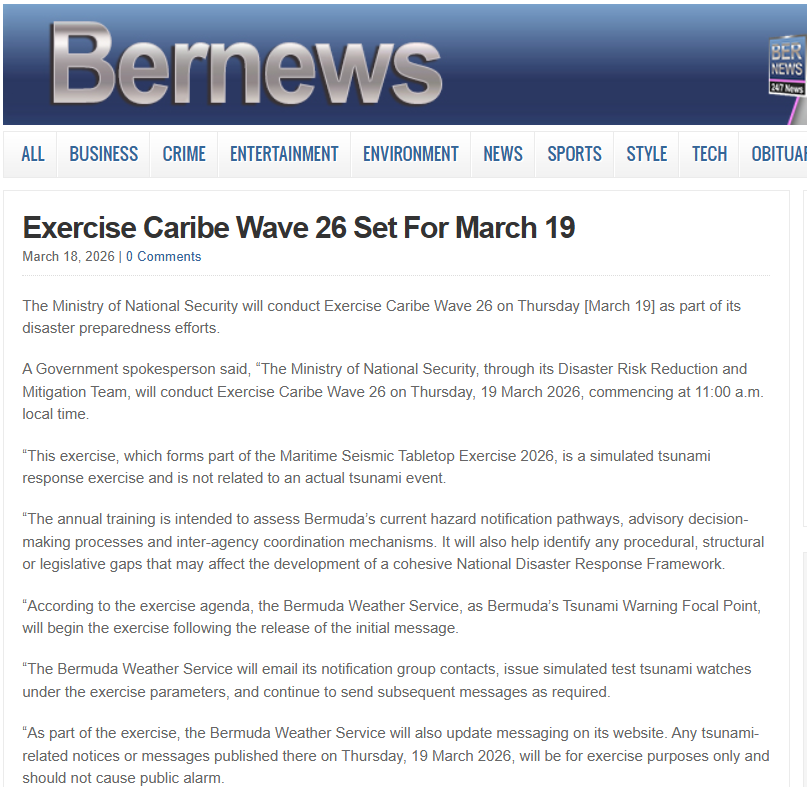 Bernews
BER
NEWS
24/7 News
ALL BUSINESS CRIME ENTERTAINMENT ENVIRONMENT NEWS SPORTS STYLE TECH OBITUAR
Exercise Caribe Wave 26 Set For March 19
March 18, 2026 | 0 Comments
The Ministry of National Security will conduct Exercise Caribe Wave 26 on Thursday [March 19] as part of its
disaster preparedness efforts.
A Government spokesperson said, “The Ministry of National Security, through its Disaster Risk Reduction and
Mitigation Team, will conduct Exercise Caribe Wave 26 on Thursday, 19 March 2026, commencing at 11:00 a.m.
local time.
“This exercise, which forms part of the Maritime Seismic Tabletop Exercise 2026, is a simulated tsunami
response exercise and is not related to an actual tsunami event.
“The annual training is intended to assess Bermuda’s current hazard notification pathways, advisory decision-
making processes and inter-agency coordination mechanisms. It will also help identify any procedural, structural
or legislative gaps that may affect the development of a cohesive National Disaster Response Framework.
“According to the exercise agenda, the Bermuda Weather Service, as Bermuda’s Tsunami Warning Focal Point,
will begin the exercise following the release of the initial message.
“The Bermuda Weather Service will email its notification group contacts, issue simulated test tsunami watches
under the exercise parameters, and continue to send subsequent messages as required.
“As part of the exercise, the Bermuda Weather Service will also update messaging on its website. Any tsunami-
related notices or messages published there on Thursday, 19 March 2026, will be for exercise purposes only and
should not cause public alarm.